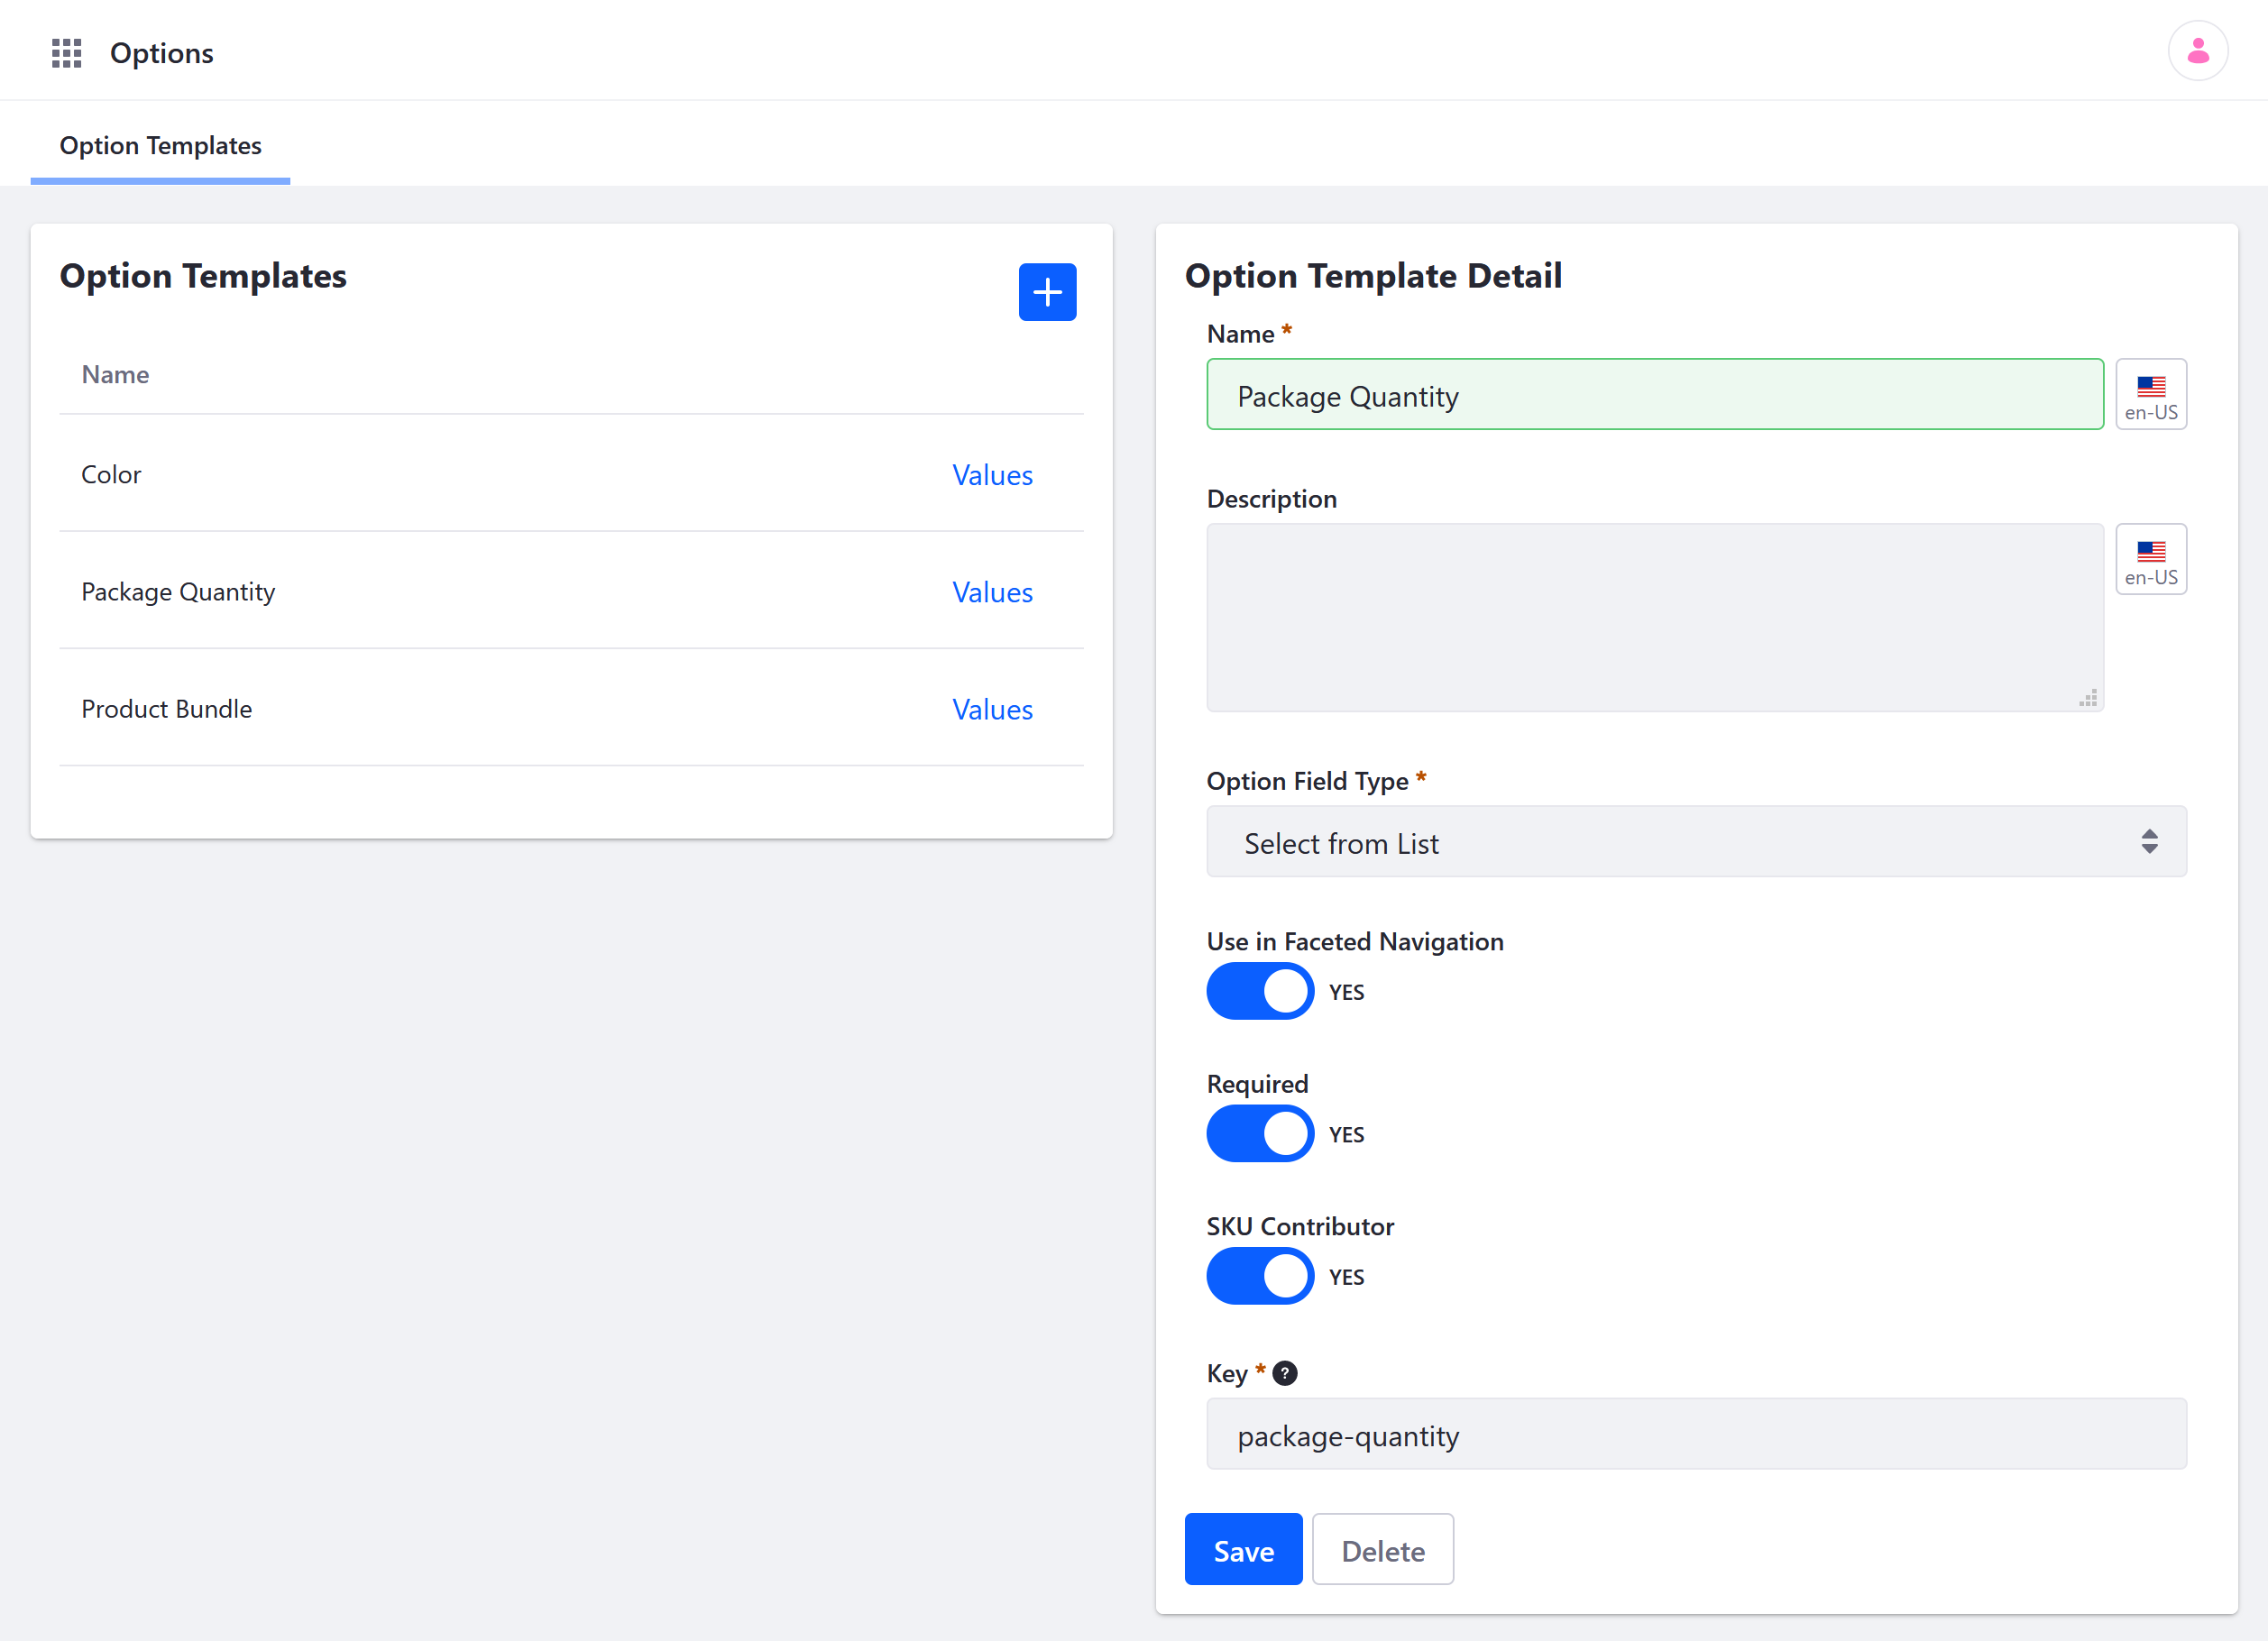 Options
Option Templates
Option Templates
Name
Color Values
Package Quantity Values
Product Bundle Values
Option Template Detail
Name *
Package Quantity
en-US
Description
en-US
Option Field Type *
Select from List
Use in Faceted Navigation
YES
Required
YES
SKU Contributor
YES
Key * ?
package-quantity
Save Delete